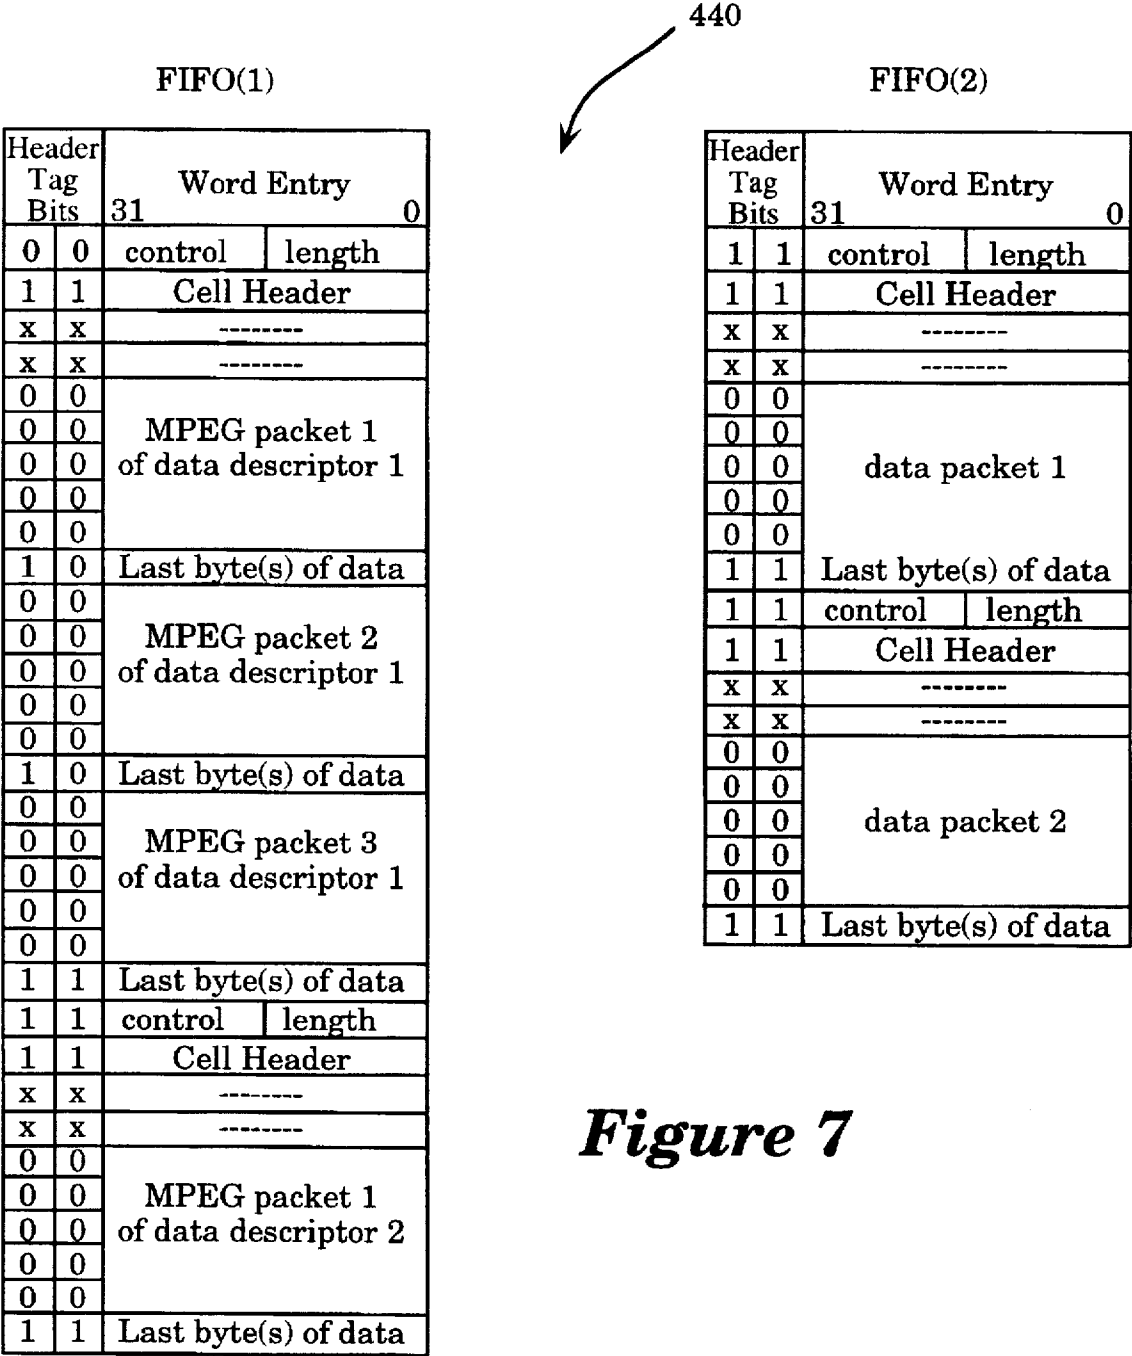 440
FIFO(1)
Header
Tag
Bits
Word Entry
31 0
0 0 control length
1 1 Cell Header
x x --------
x x --------
0 0
0 0 MPEG packet 1
0 0 of data descriptor 1
0 0
0 0
1 0 Last byte(s) of data
0 0
0 0 MPEG packet 2
0 0 of data descriptor 1
0 0
0 0
1 0 Last byte(s) of data
0 0
0 0 MPEG packet 3
0 0 of data descriptor 1
0 0
0 0
1 1 Last byte(s) of data
1 1 control length
1 1 Cell Header
x x --------
x x --------
0 0
0 0 MPEG packet 1
0 0 of data descriptor 2
0 0
0 0
1 1 Last byte(s) of data
FIFO(2)
Header
Tag
Bits
Word Entry
31 0
1 1 control length
1 1 Cell Header
x x --------
x x --------
0 0
0 0
0 0 data packet 1
0 0
0 0
1 1 Last byte(s) of data
1 1 control length
1 1 Cell Header
x x --------
x x --------
0 0
0 0
0 0 data packet 2
0 0
0 0
1 1 Last byte(s) of data
Figure 7